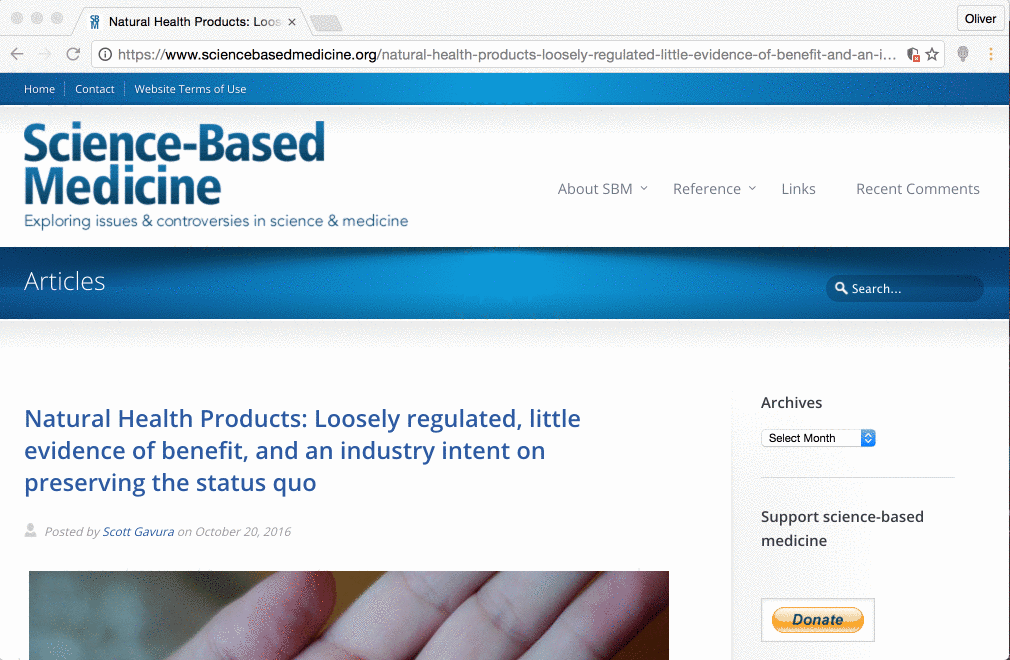 Natural Health Products: Loos
Oliver
https://www.sciencebasedmedicine.org/natural-health-products-loosely-regulated-little-evidence-of-benefit-and-an-i...
Home
Contact
Website Terms of Use
Science-Based
Medicine
Exploring issues & controversies in science & medicine
About SBM
Reference
Links
Recent Comments
Articles
Search...
Natural Health Products: Loosely regulated, little
evidence of benefit, and an industry intent on
preserving the status quo
Posted by Scott Gavura on October 20, 2016
Archives
Select Month
Support science-based
medicine
Donate